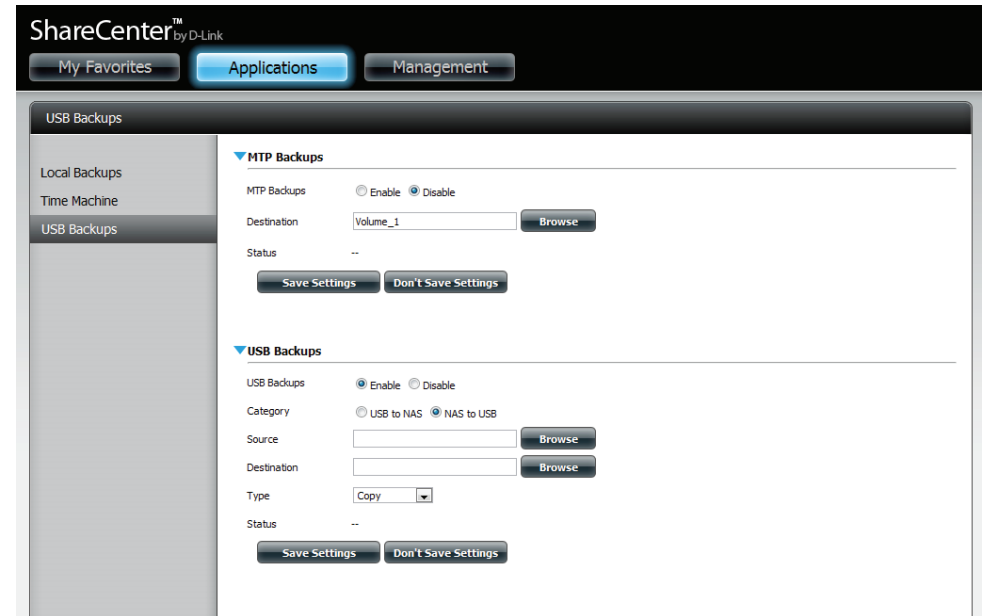 ShareCenter™ by D-Link
My Favorites Applications Management
USB Backups
Local Backups
Time Machine
USB Backups
MTP Backups
MTP Backups Enable Disable
Destination Volume_1 Browse
Status --
Save Settings Don't Save Settings
USB Backups
USB Backups Enable Disable
Category USB to NAS NAS to USB
Source Browse
Destination Browse
Type Copy
Status --
Save Settings Don't Save Settings